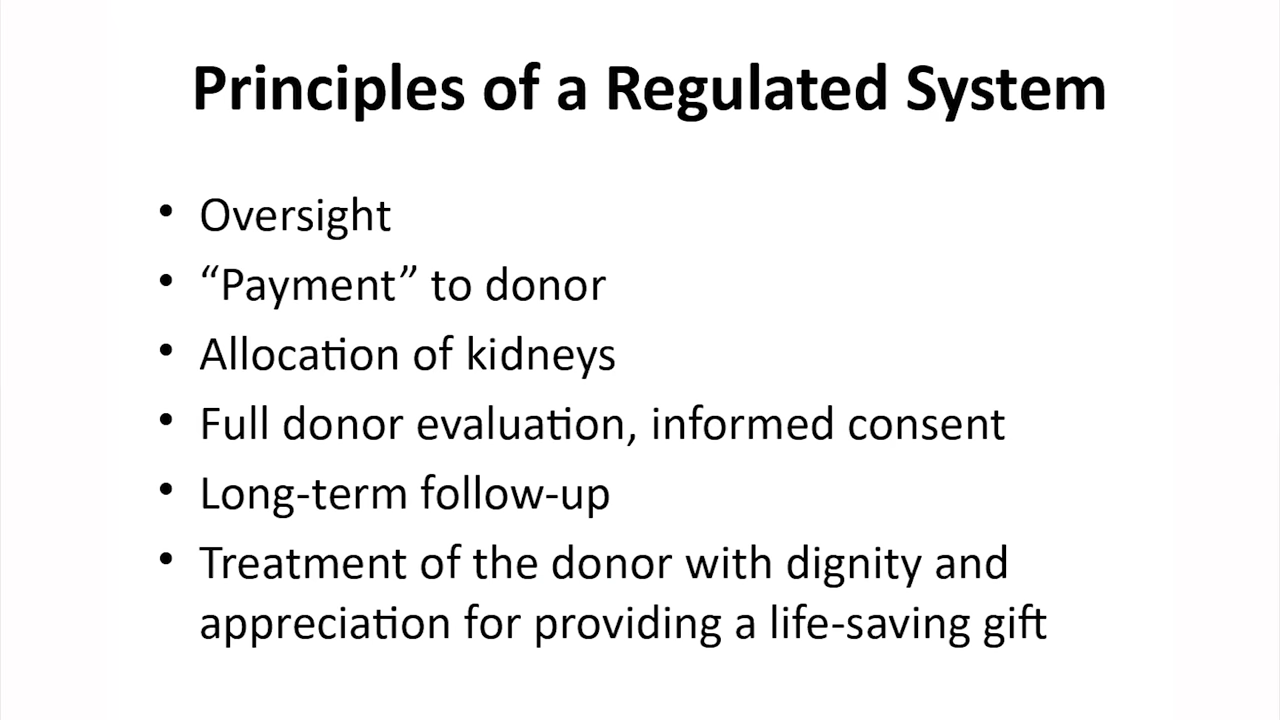 Principles of a Regulated System
• Oversight
• “Payment” to donor
• Allocation of kidneys
• Full donor evaluation, informed consent
• Long-term follow-up
• Treatment of the donor with dignity and
appreciation for providing a life-saving gift